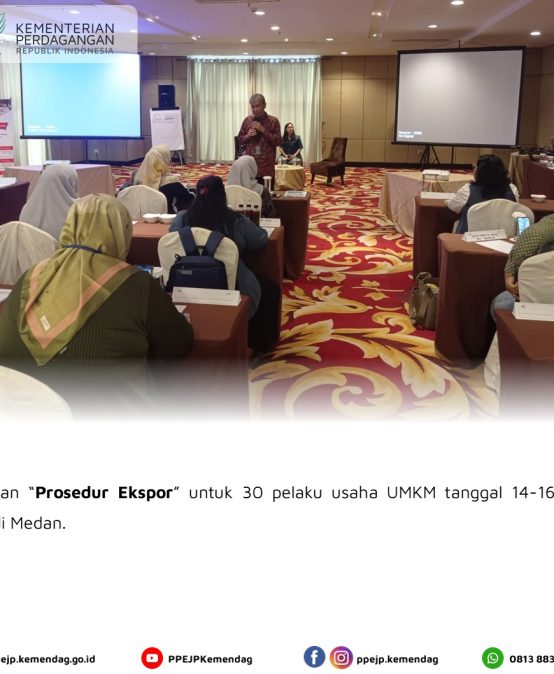 KEMENTERIAN
PERDAGANGAN
REPUBLIK INDONESIA
an “Prosedur Ekspor” untuk 30 pelaku usaha UMKM tanggal 14-16
di Medan.
ejp.kemendag.go.id
PPEJPKemendag
ppejp.kemendag
0813 883